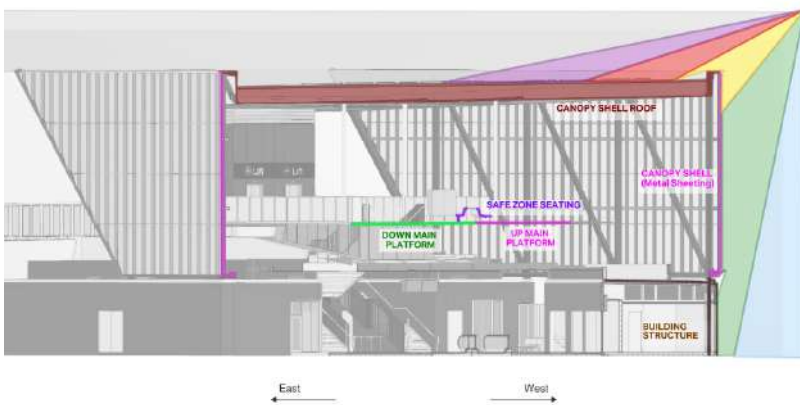 CANOPY SHELL ROOF
CANOPY SHELL
(Metal Sheeting)
SAFE ZONE SEATING
DOWN MAIN
PLATFORM
UP MAIN
PLATFORM
BUILDING
STRUCTURE
East
West